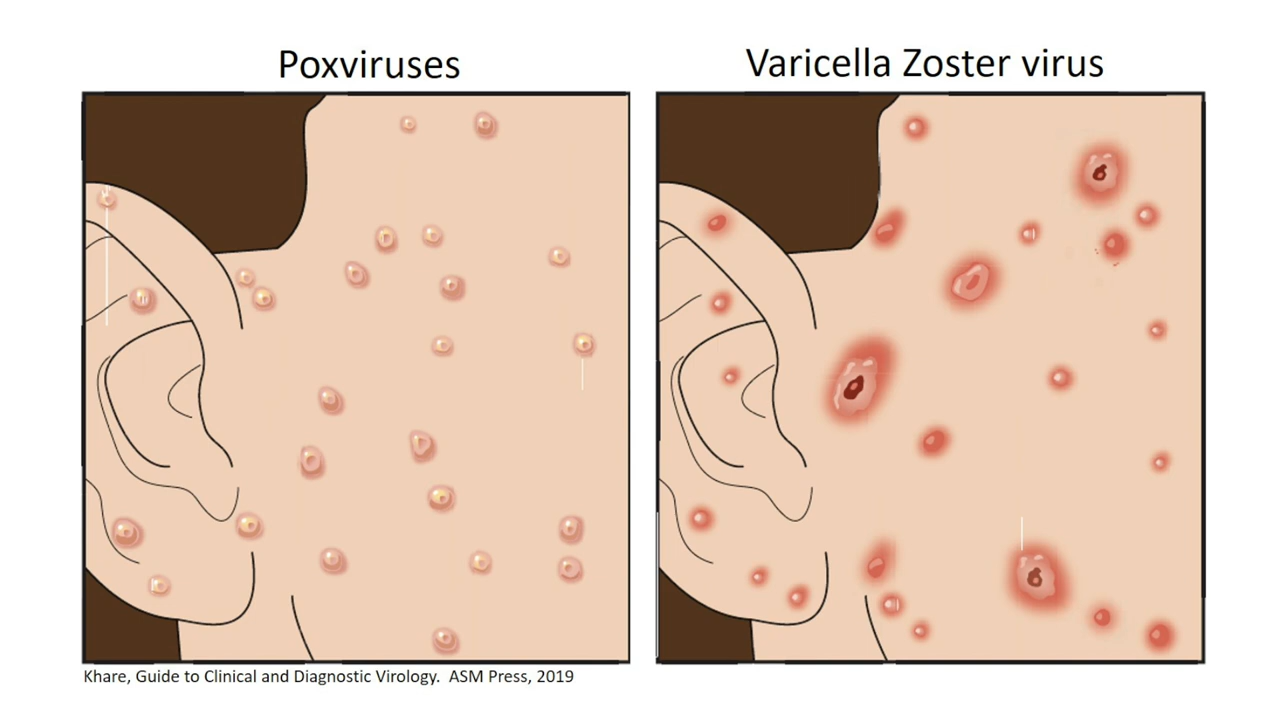 Poxviruses
Varicella Zoster virus
Khare, Guide to Clinical and Diagnostic Virology.  ASM Press, 2019